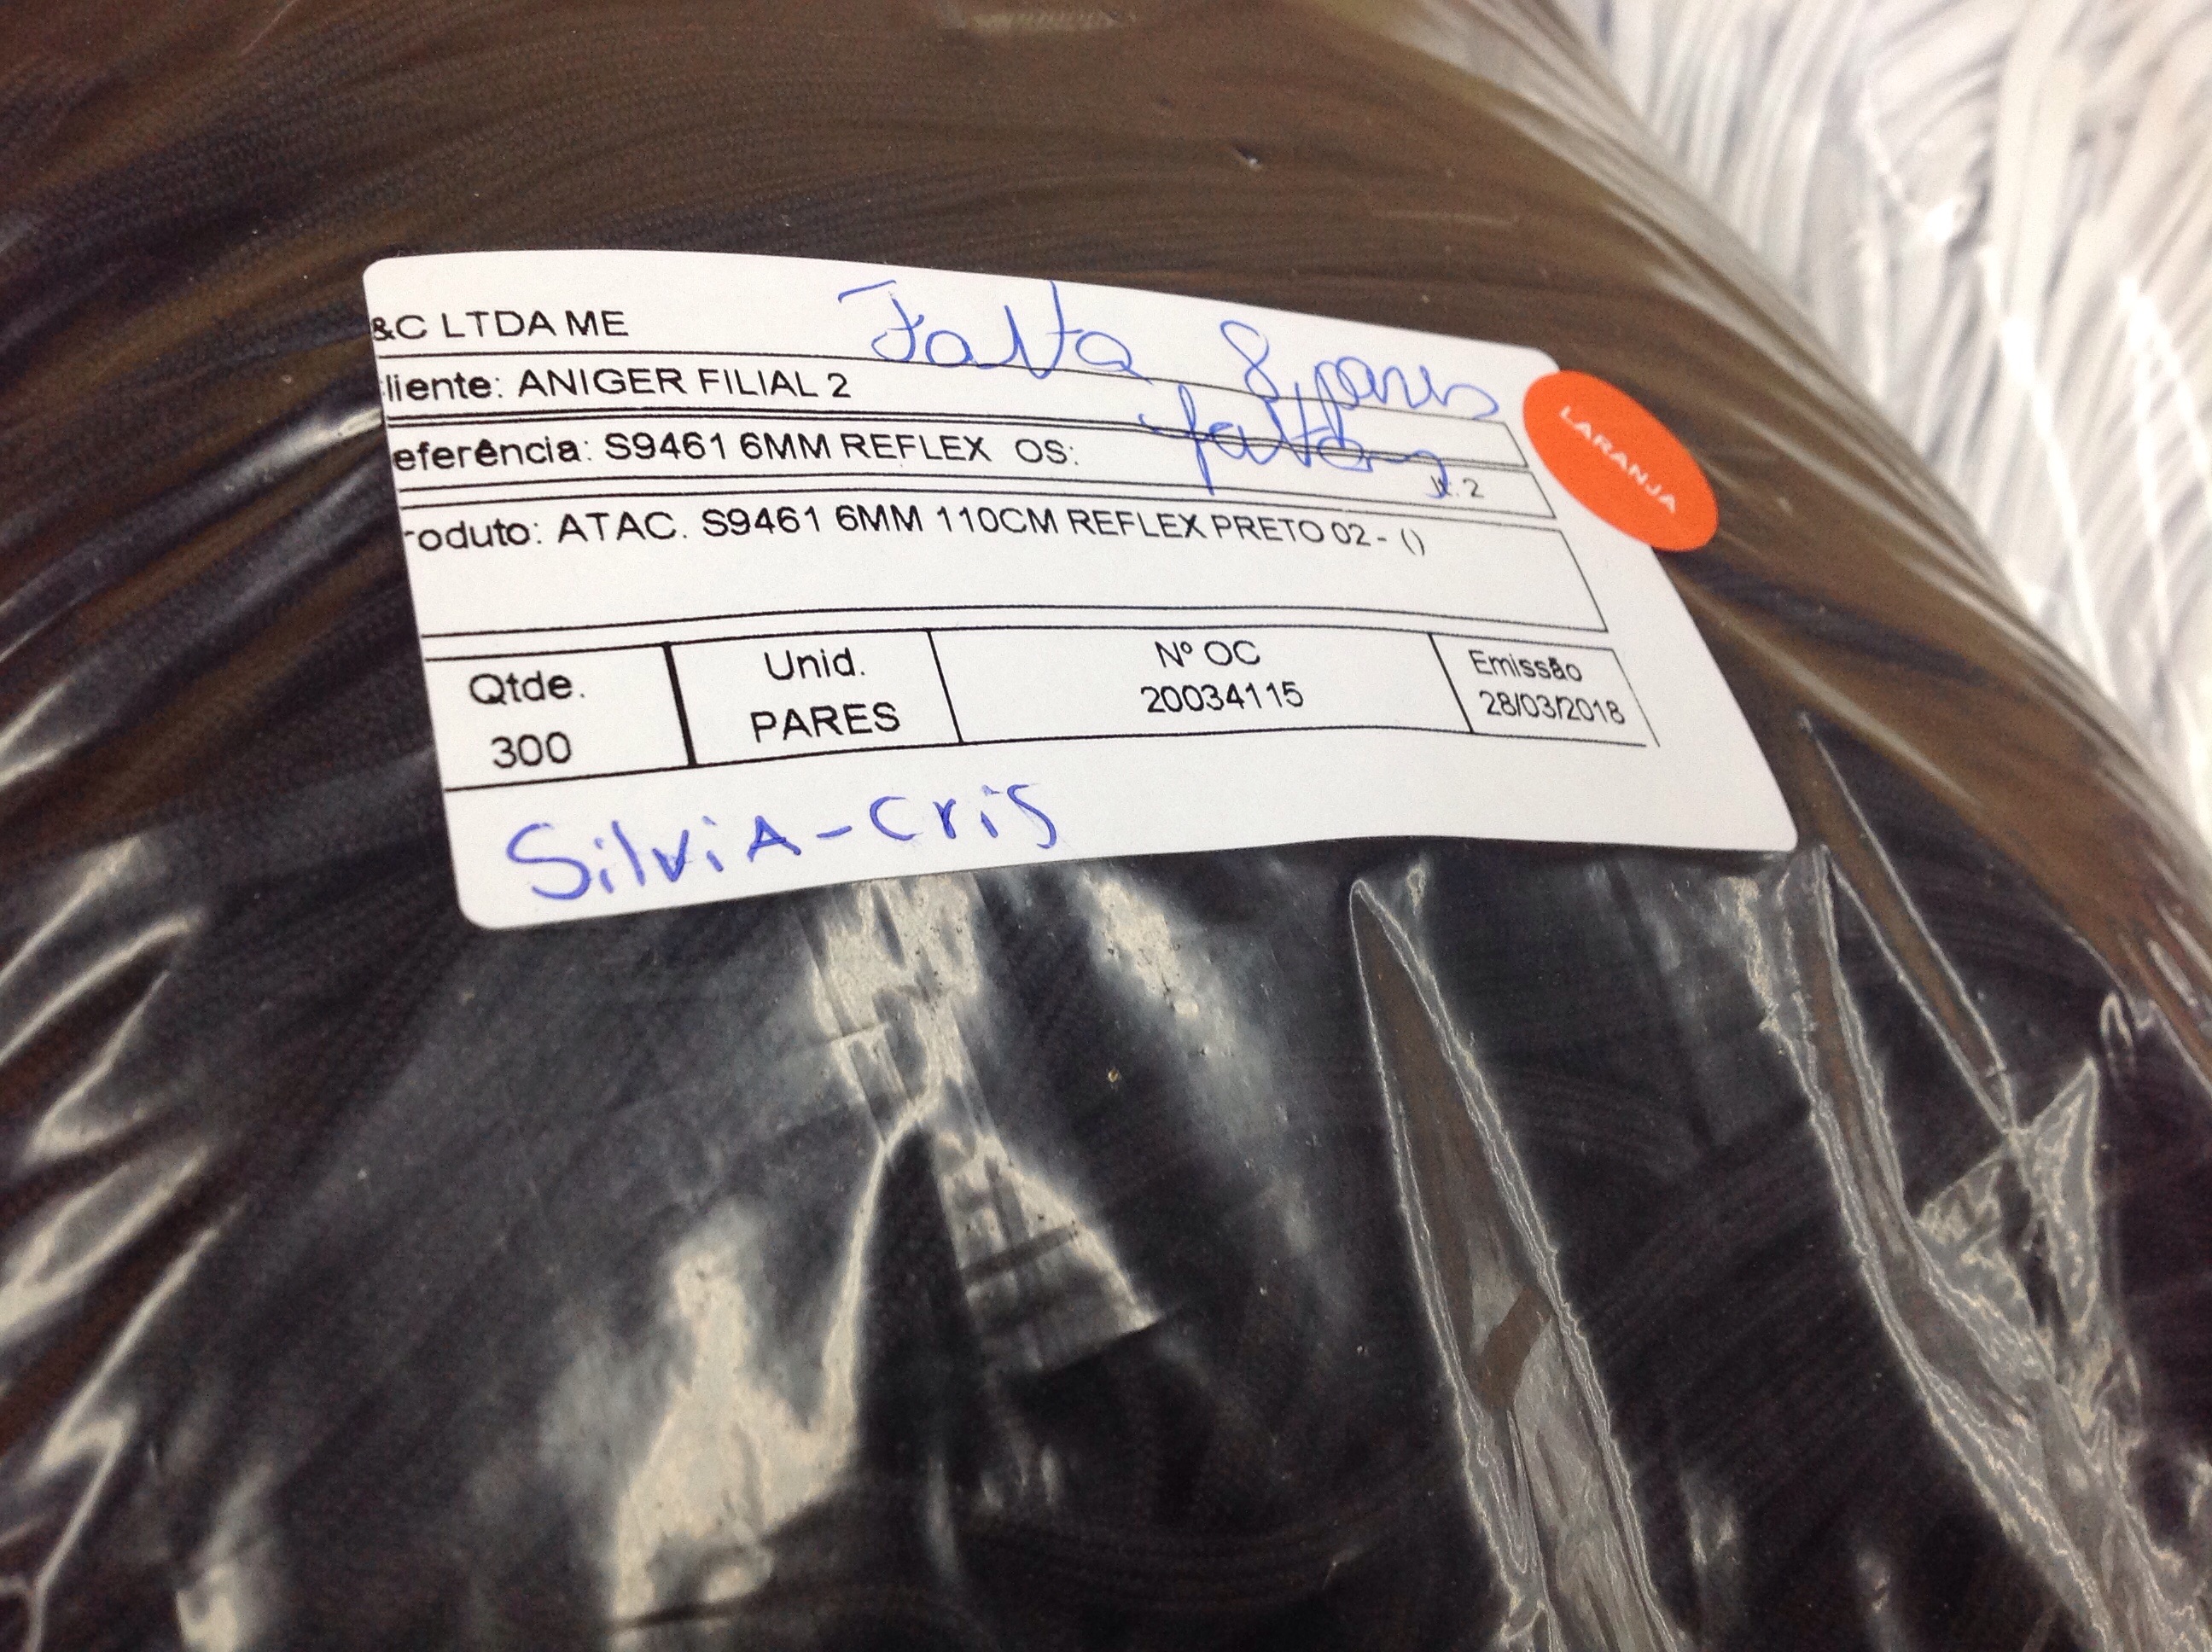 &C LTDA ME
Falta 8 pares
liente: ANIGER FILIAL 2
eferência: S9461 6MM REFLEX OS:
.2
roduto: ATAC. S9461 6MM 110CM REFLEX PRETO 02 - ()
LARANJA
Qtde. Unid. Nº OC Emissão
300 PARES 20034115 28/03/2018
SilviA-cris